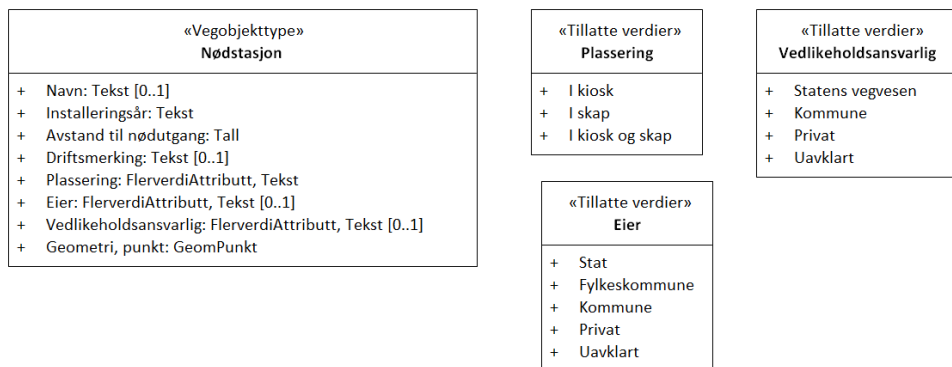 «Vegobjekttype»
Nødstasjon
+ Navn: Tekst [0..1]
+ Installeringsår: Tekst
+ Avstand til nødutgang: Tall
+ Driftsmerking: Tekst [0..1]
+ Plassering: FlerverdiAttributt, Tekst
+ Eier: FlerverdiAttributt, Tekst [0..1]
+ Vedlikeholdsansvarlig: FlerverdiAttributt, Tekst [0..1]
+ Geometri, punkt: GeomPunkt
«Tillatte verdier»
Plassering
+ I kiosk
+ I skap
+ I kiosk og skap
«Tillatte verdier»
Vedlikeholdsansvarlig
+ Statens vegvesen
+ Kommune
+ Privat
+ Uavklart
«Tillatte verdier»
Eier
+ Stat
+ Fylkeskommune
+ Kommune
+ Privat
+ Uavklart